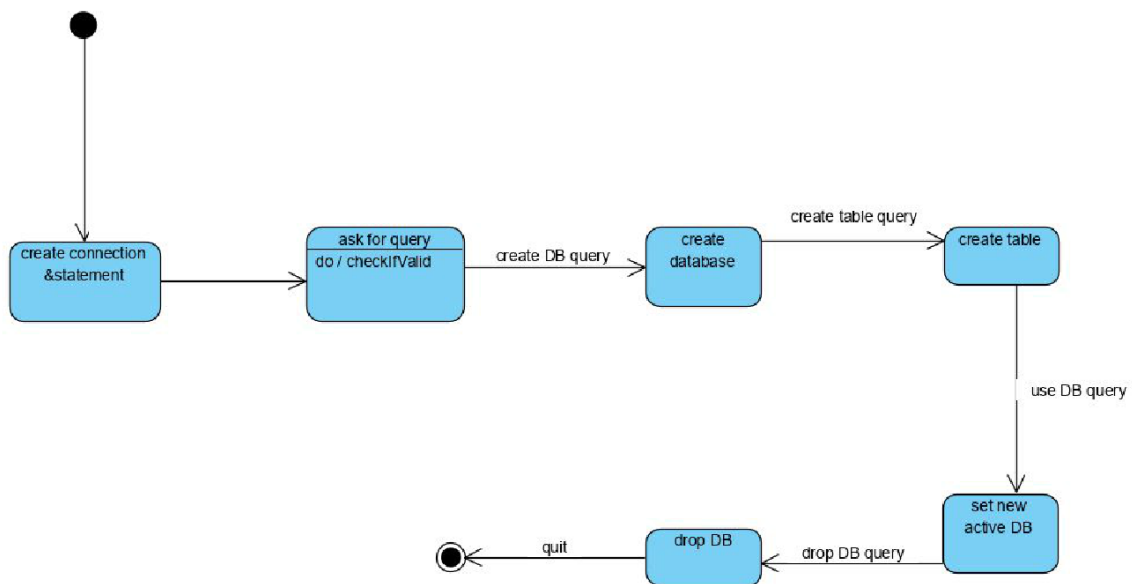 create connection
&statement
ask for query
do / checkIfValid
create DB query
create
database
create table query
create table
use DB query
set new
active DB
drop DB query
drop DB
quit